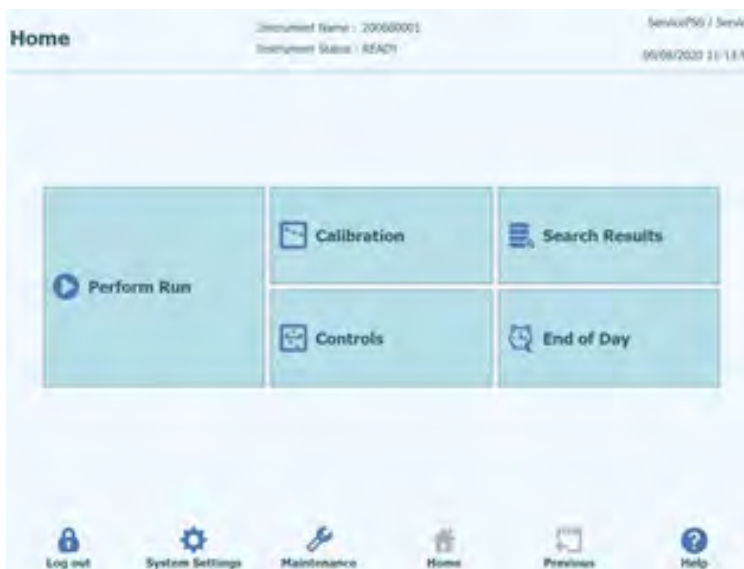 Home
Instrument Name : 200600001
Instrument Status : READY
Perform Run
Calibration
Search Results
Controls
End of Day
Log out
System Settings
Maintenance
Home
Previous
Help